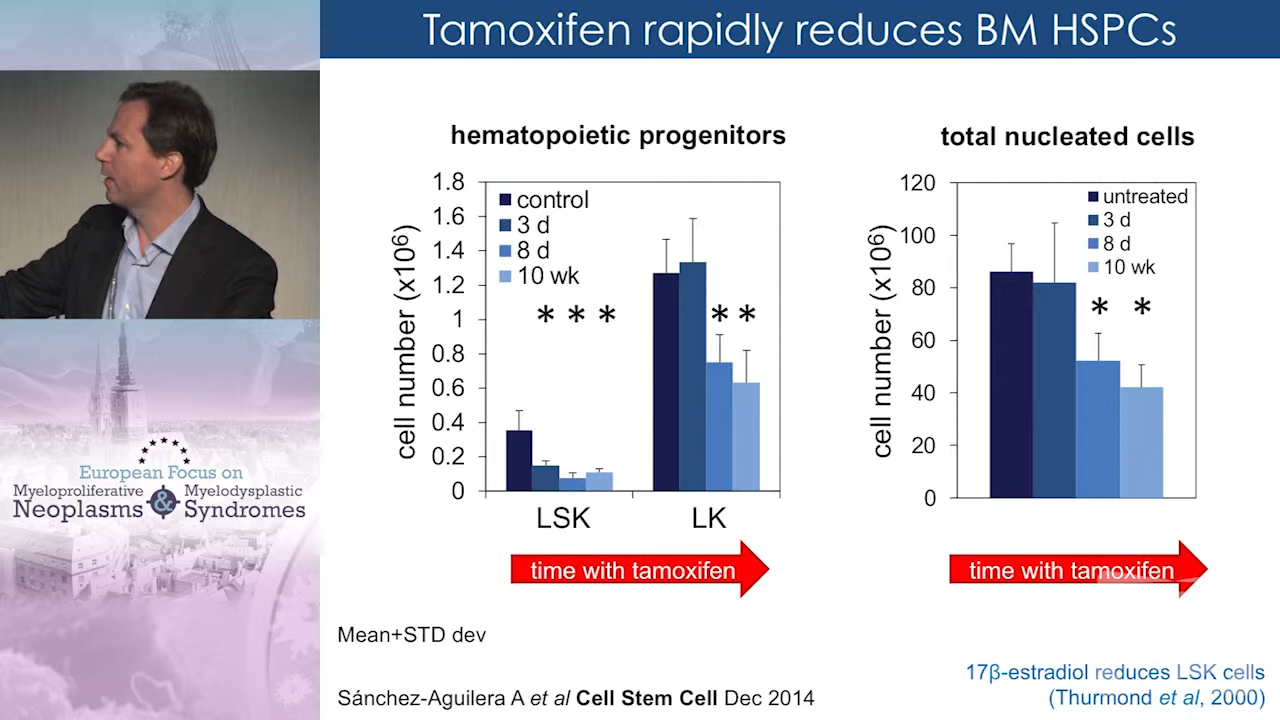 Tamoxifen rapidly reduces BM HSPCs
hematopoietic progenitors
cell number (x10⁶)
1.8
1.6
1.4
1.2
1
0.8
0.6
0.4
0.2
0
control
3 d
8 d
10 wk
* * *
* *
LSK
LK
time with tamoxifen
total nucleated cells
cell number (x10⁶)
120
100
80
60
40
20
0
untreated
3 d
8 d
10 wk
* *
time with tamoxifen
Mean+STD dev
Sánchez-Aguilera A et al Cell Stem Cell Dec 2014
17β-estradiol reduces LSK cells
(Thurmond et al, 2000)
European Focus on
Myeloproliferative
Neoplasms
&
Myelodysplastic
Syndromes